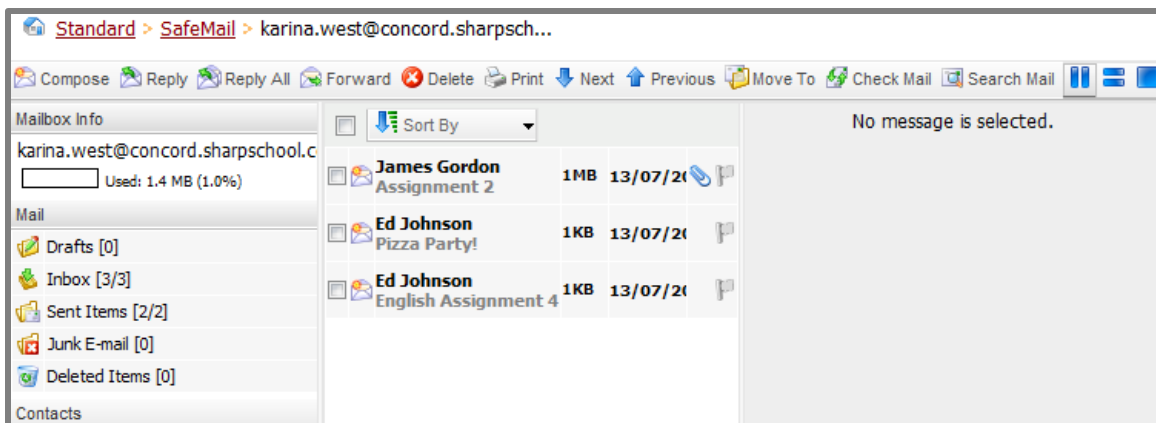 Standard > SafeMail > karina.west@concord.sharpsch...
Compose Reply Reply All Forward Delete Print Next Previous Move To Check Mail Search Mail
Mailbox Info
karina.west@concord.sharpschool.c
Used: 1.4 MB (1.0%)
Mail
Drafts [0]
Inbox [3/3]
Sent Items [2/2]
Junk E-mail [0]
Deleted Items [0]
Contacts
Sort By
James Gordon 1MB 13/07/20
Assignment 2
Ed Johnson 1KB 13/07/20
Pizza Party!
Ed Johnson 1KB 13/07/20
English Assignment 4
No message is selected.